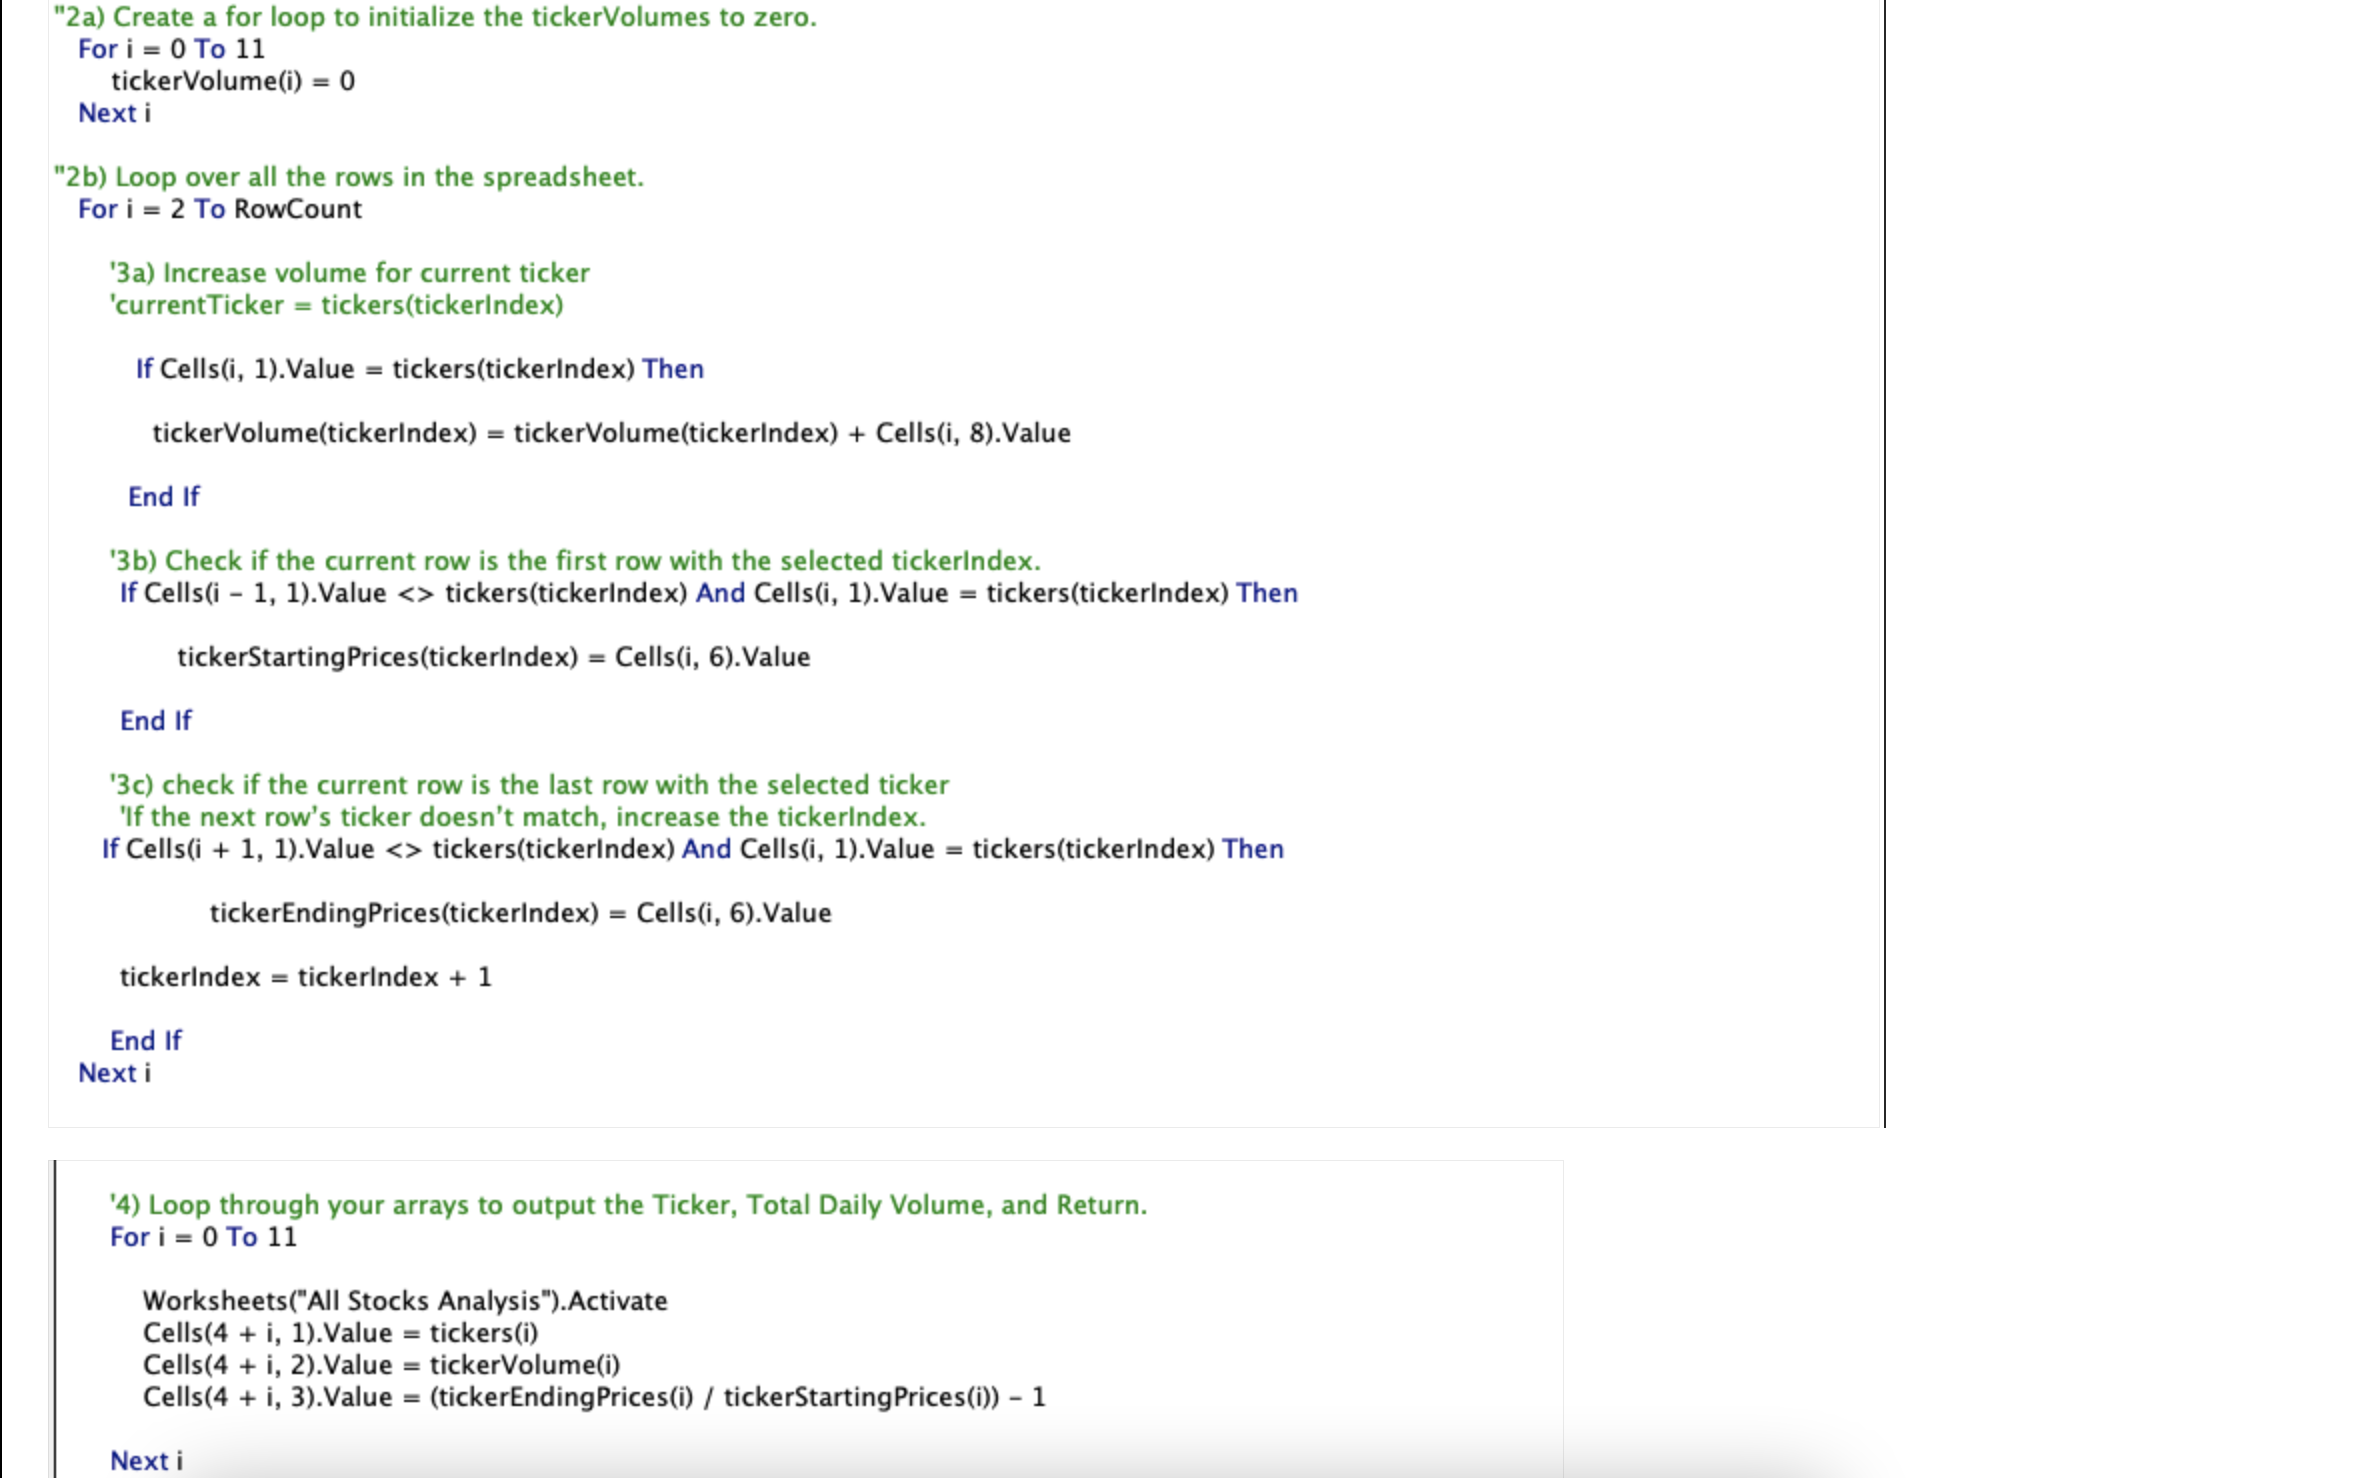 "2a) Create a for loop to initialize the tickerVolumes to zero.
For i = 0 To 11
tickerVolume(i) = 0
Next i
"2b) Loop over all the rows in the spreadsheet.
For i = 2 To RowCount
'3a) Increase volume for current ticker
'currentTicker = tickers(tickerIndex)
If Cells(i, 1).Value = tickers(tickerIndex) Then
tickerVolume(tickerIndex) = tickerVolume(tickerIndex) + Cells(i, 8).Value
End If
'3b) Check if the current row is the first row with the selected tickerIndex.
If Cells(i - 1, 1).Value <> tickers(tickerIndex) And Cells(i, 1).Value = tickers(tickerIndex) Then
tickerStartingPrices(tickerIndex) = Cells(i, 6).Value
End If
'3c) check if the current row is the last row with the selected ticker
'If the next row’s ticker doesn't match, increase the tickerIndex.
If Cells(i + 1, 1).Value <> tickers(tickerIndex) And Cells(i, 1).Value = tickers(tickerIndex) Then
tickerEndingPrices(tickerIndex) = Cells(i, 6).Value
tickerIndex = tickerIndex + 1
End If
Next i
'4) Loop through your arrays to output the Ticker, Total Daily Volume, and Return.
For i = 0 To 11
Worksheets("All Stocks Analysis").Activate
Cells(4 + i, 1).Value = tickers(i)
Cells(4 + i, 2).Value = tickerVolume(i)
Cells(4 + i, 3).Value = (tickerEndingPrices(i) / tickerStartingPrices(i)) - 1
Next i